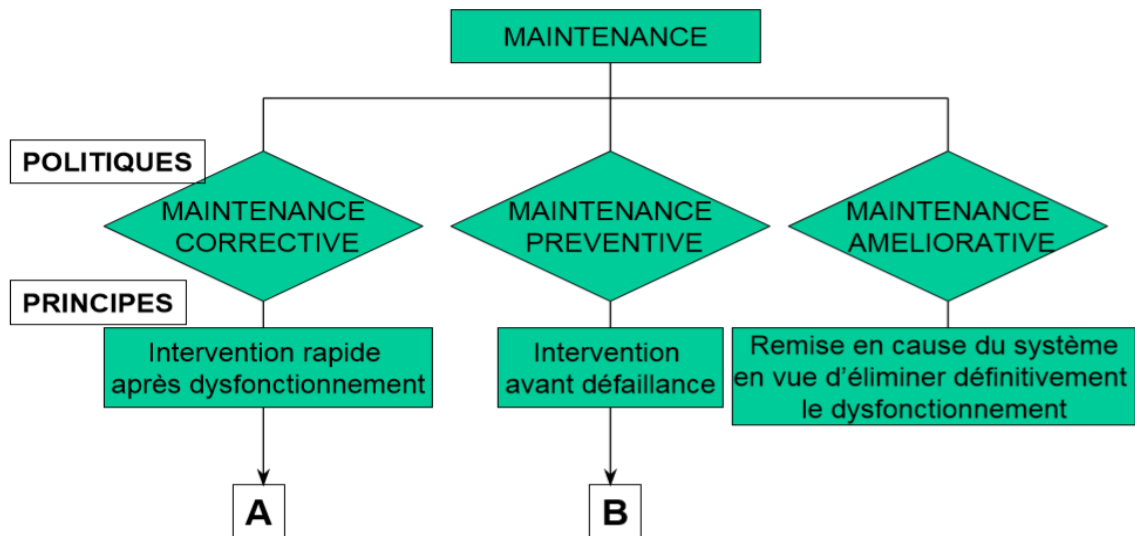 MAINTENANCE
POLITIQUES
MAINTENANCE
CORRECTIVE
MAINTENANCE
PREVENTIVE
MAINTENANCE
AMELIORATIVE
PRINCIPES
Intervention rapide
après dysfonctionnement
Intervention
avant défaillance
Remise en cause du système
en vue d’éliminer définitivement
le dysfonctionnement
A
B